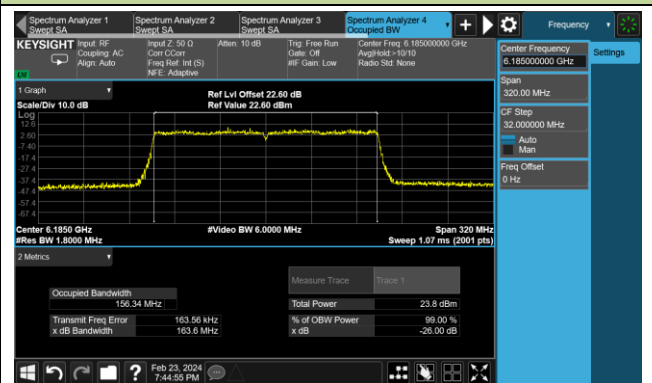 Spectrum Analyzer 1
Swept SA
Spectrum Analyzer 2
Swept SA
Spectrum Analyzer 3
Swept SA
Spectrum Analyzer 4
Occupied BW
Frequency
KEYSIGHT
Input: RF
Coupling: AC
Align: Auto
Input Z: 50 Ω
Corr CCorr
Freq Ref: Int (S)
NFE: Adaptive
Atten: 10 dB
Trig: Free Run
Gate: Off
#IF Gain: Low
Center Freq: 6.185000000 GHz
Avg|Hold:>10/10
Radio Std: None
Center Frequency
6.185000000 GHz
Settings
Span
320.00 MHz
CF Step
32.000000 MHz
Auto
Man
Freq Offset
0 Hz
1 Graph
Scale/Div 10.0 dB
Ref Lvl Offset 22.60 dB
Ref Value 22.60 dBm
Log
12.6
2.60
-7.40
-17.4
-27.4
-37.4
-47.4
-57.4
-67.4
Center 6.1850 GHz
#Video BW 6.0000 MHz
Span 320 MHz
#Res BW 1.8000 MHz
Sweep 1.07 ms (2001 pts)
2 Metrics
Measure Trace
Trace 1
Occupied Bandwidth
156.34 MHz
Total Power
23.8 dBm
Transmit Freq Error
163.56 kHz
% of OBW Power
99.00 %
x dB Bandwidth
163.6 MHz
x dB
-26.00 dB
Feb 23, 2024
7:44:55 PM